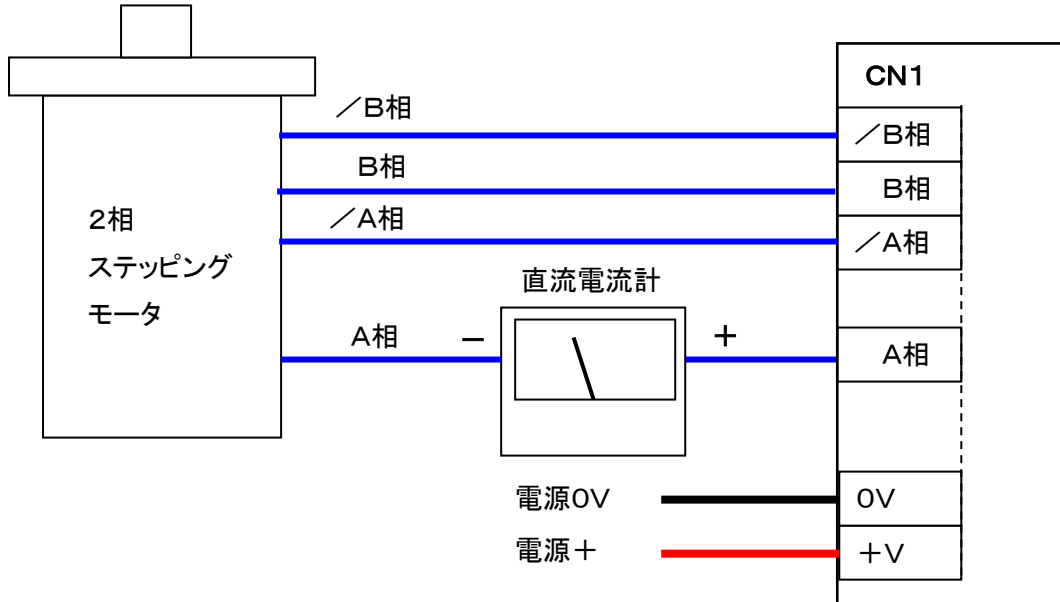 CN1
／B相
／B相
B相
B相
／A相
／A相
2相
ステッピング
モータ
直流電流計
A相
－
＋
A相
電源0V
0V
電源＋
＋V